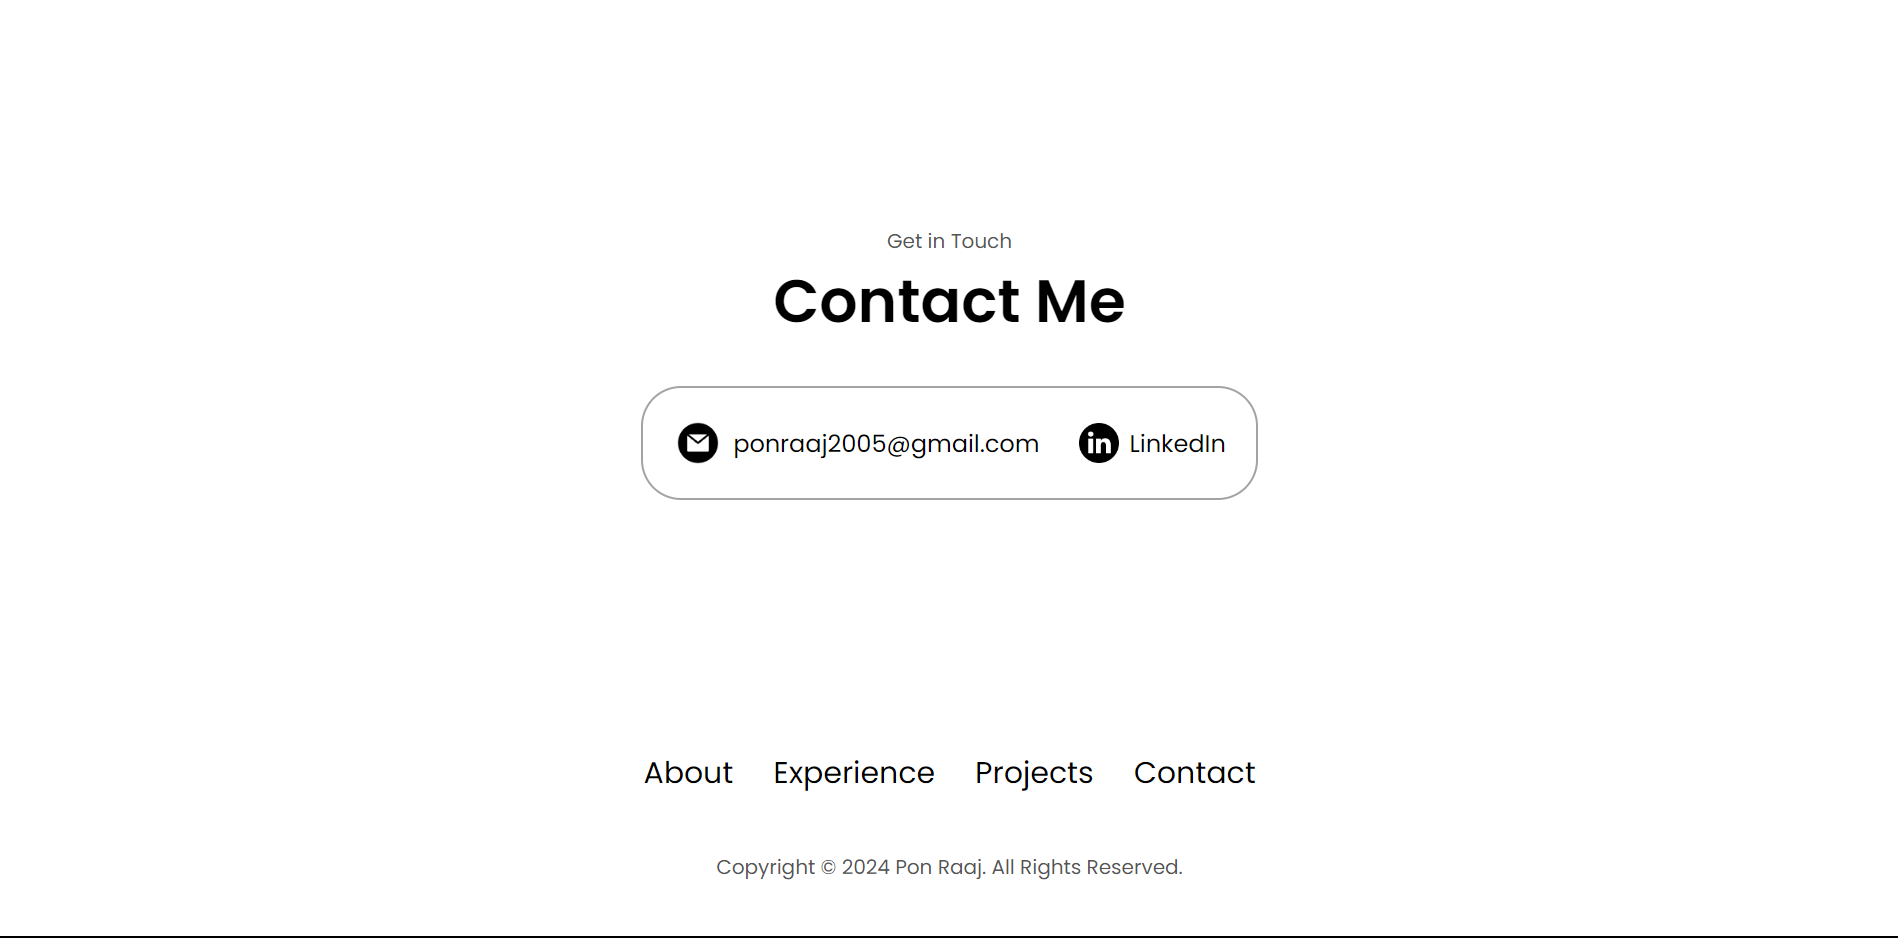 Get in Touch
Contact Me
ponraaj2005@gmail.com in LinkedIn
About Experience Projects Contact
Copyright © 2024 Pon Raaj. All Rights Reserved.